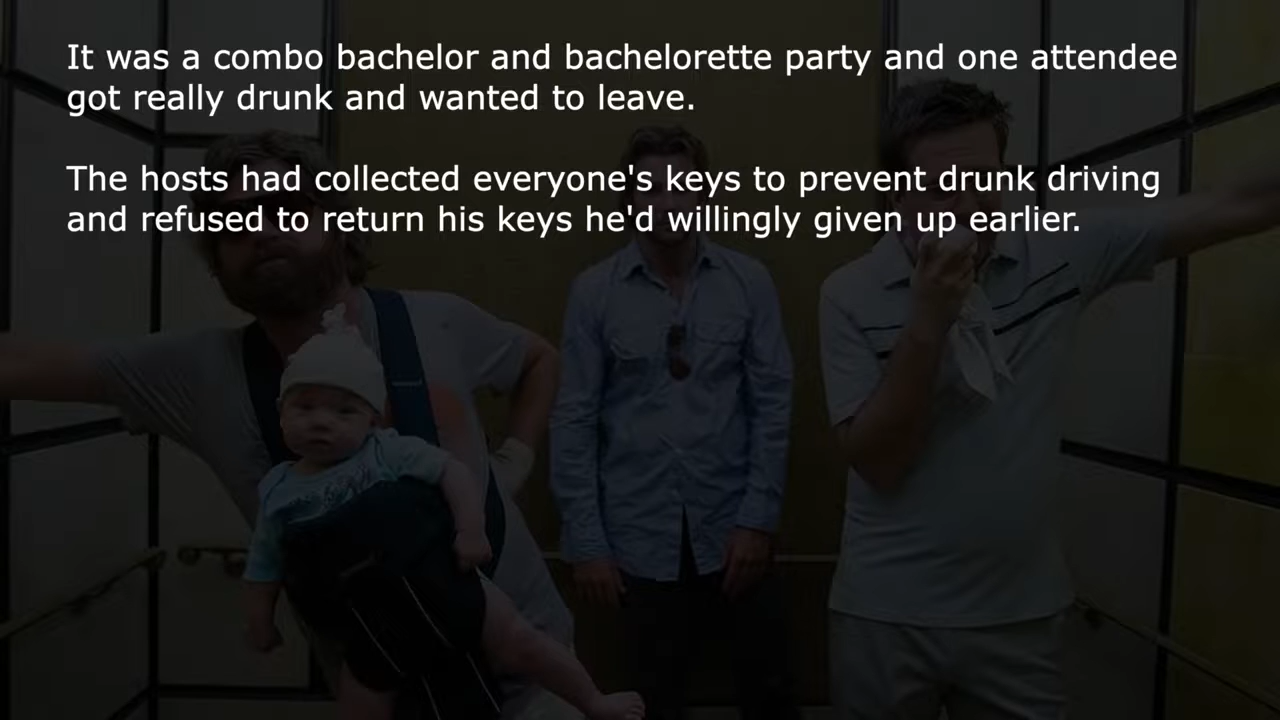 It was a combo bachelor and bachelorette party and one attendee
got really drunk and wanted to leave.
The hosts had collected everyone's keys to prevent drunk driving
and refused to return his keys he'd willingly given up earlier.